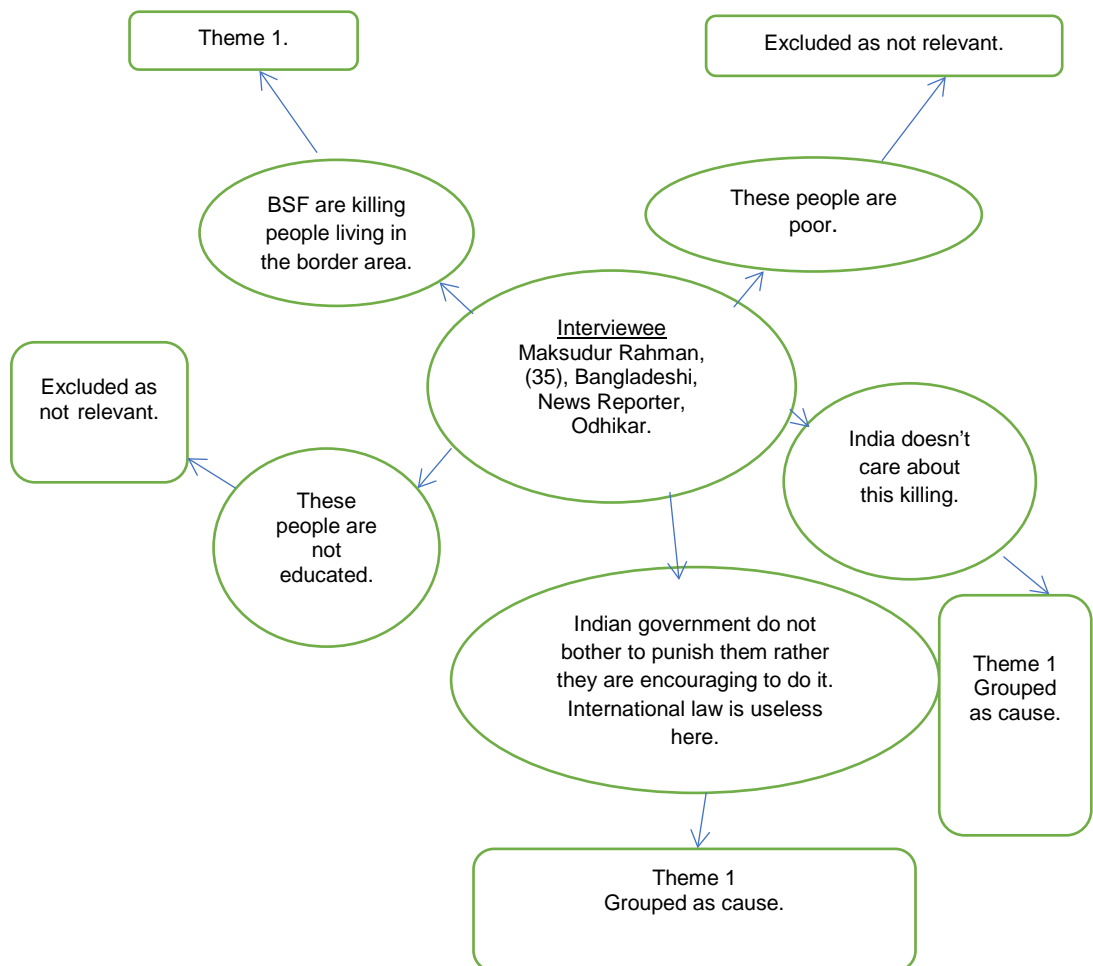 Theme 1.
Excluded as not relevant.
BSF are killing
people living in
the border area.
These people are
poor.
Interviewee
Maksudur Rahman,
(35), Bangladeshi,
News Reporter,
Odhikar.
Excluded as
not relevant.
India doesn’t
care about
this killing.
These
people are
not
educated.
Indian government do not
bother to punish them rather
they are encouraging to do it.
International law is useless
here.
Theme 1
Grouped
as cause.
Theme 1
Grouped as cause.